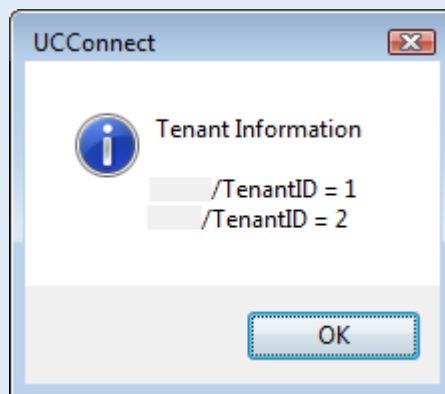 UCConnect
Tenant Information
/TenantID = 1
/TenantID = 2
OK